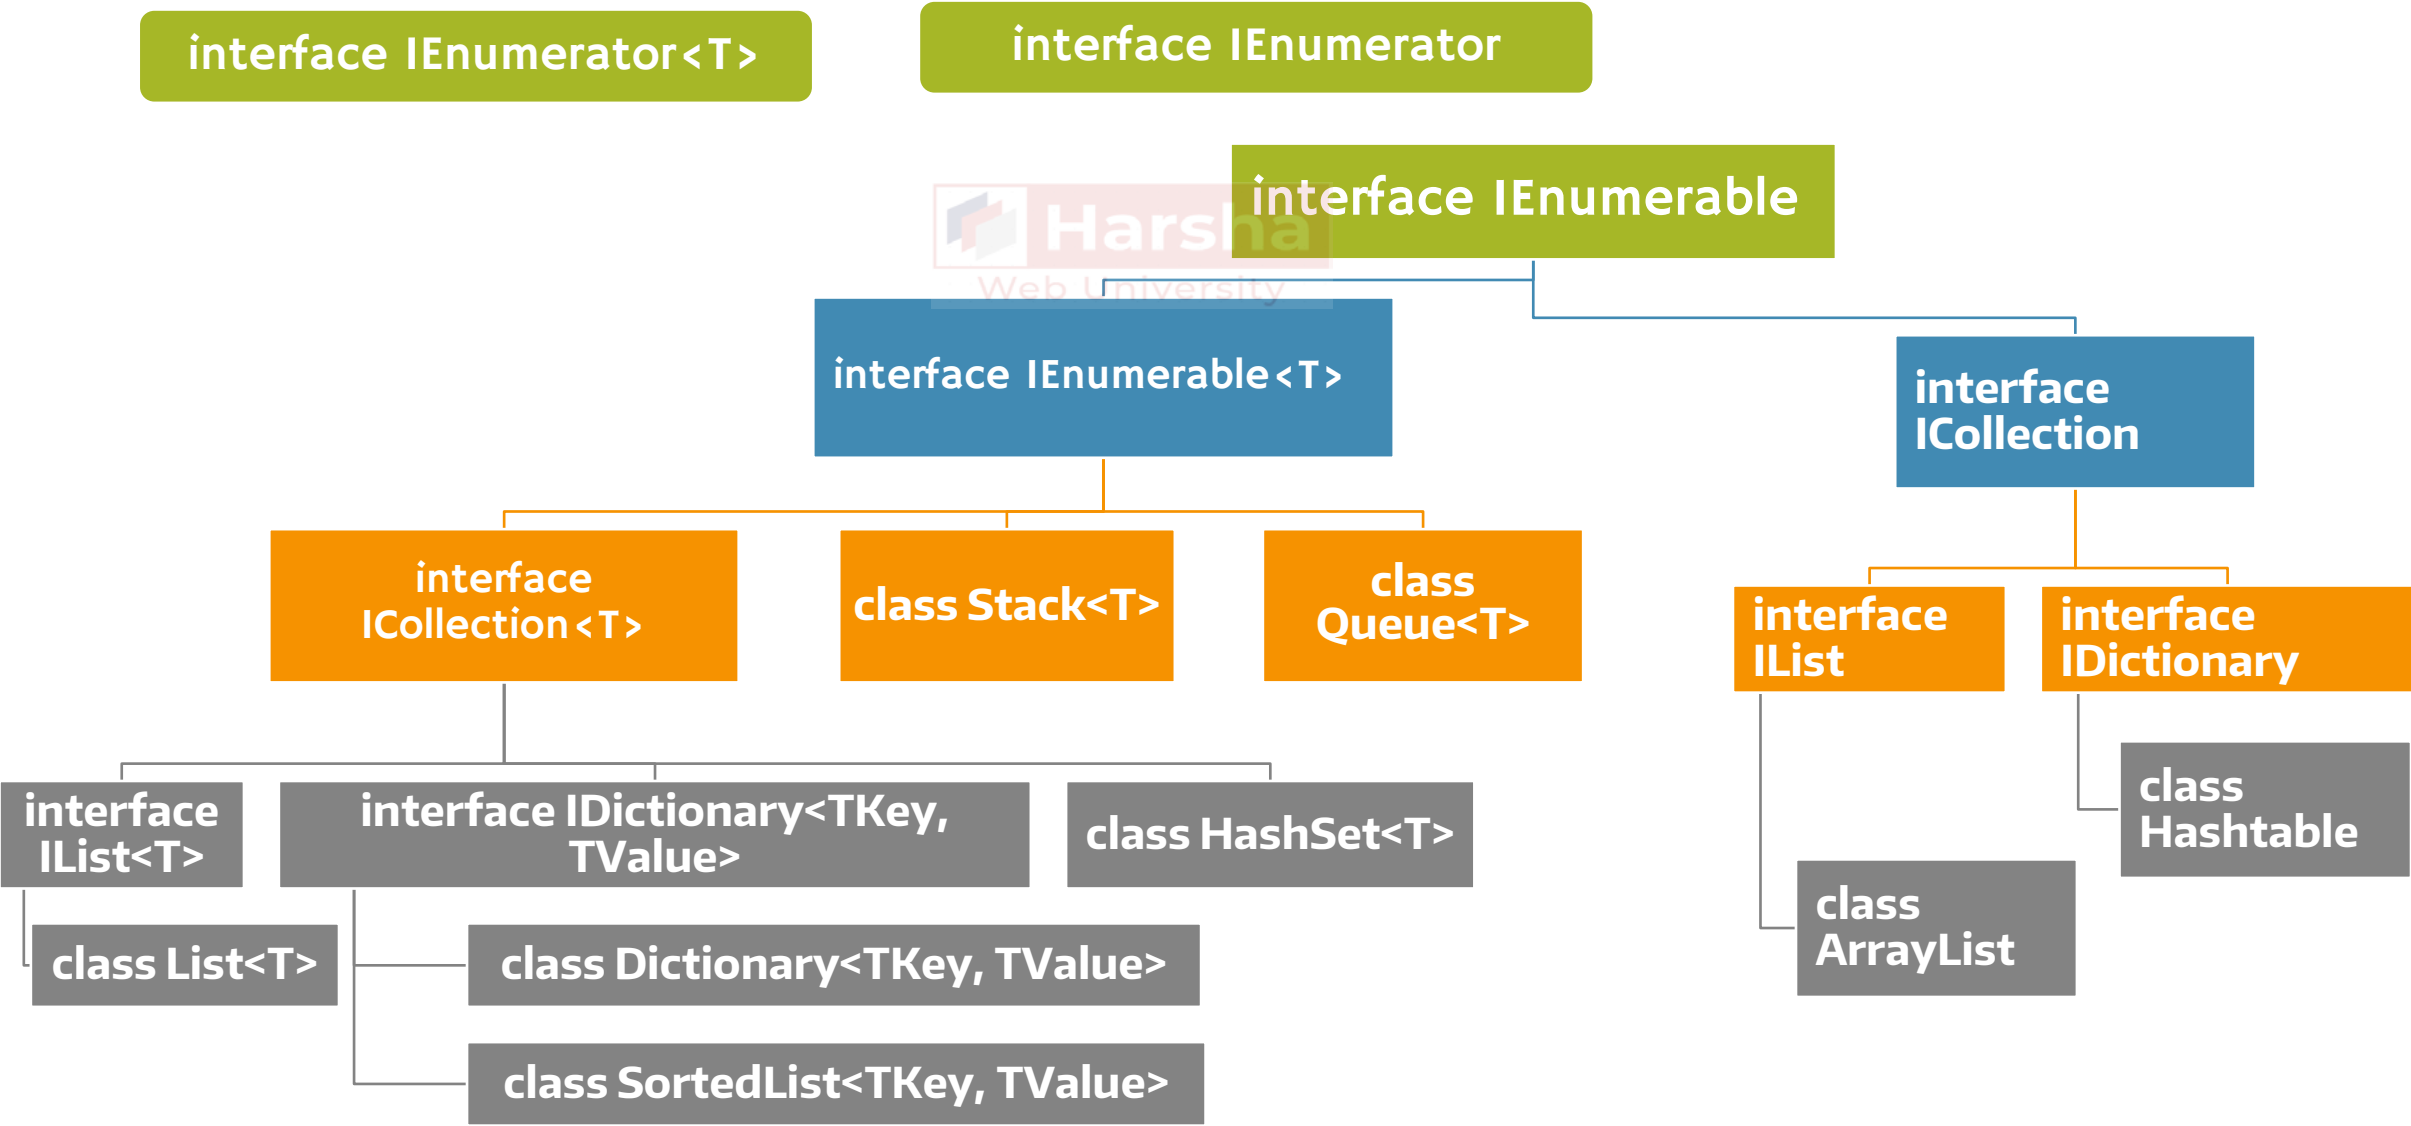 interface IEnumerator<T>
interface IEnumerator
interface IEnumerable
Harsha
Web University
interface IEnumerable<T>
interface
ICollection
interface
ICollection<T>
class Stack<T>
class
Queue<T>
interface
IList
interface
IDictionary
interface
IList<T>
interface IDictionary<TKey,
TValue>
class HashSet<T>
class
Hashtable
class
ArrayList
class List<T>
class Dictionary<TKey, TValue>
class SortedList<TKey, TValue>